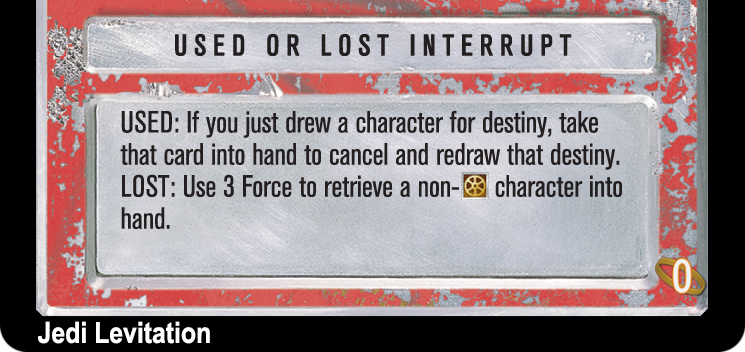 USED OR LOST INTERRUPT
USED: If you just drew a character for destiny, take
that card into hand to cancel and redraw that destiny.
LOST: Use 3 Force to retrieve a non- character into
hand.
0
Jedi Levitation